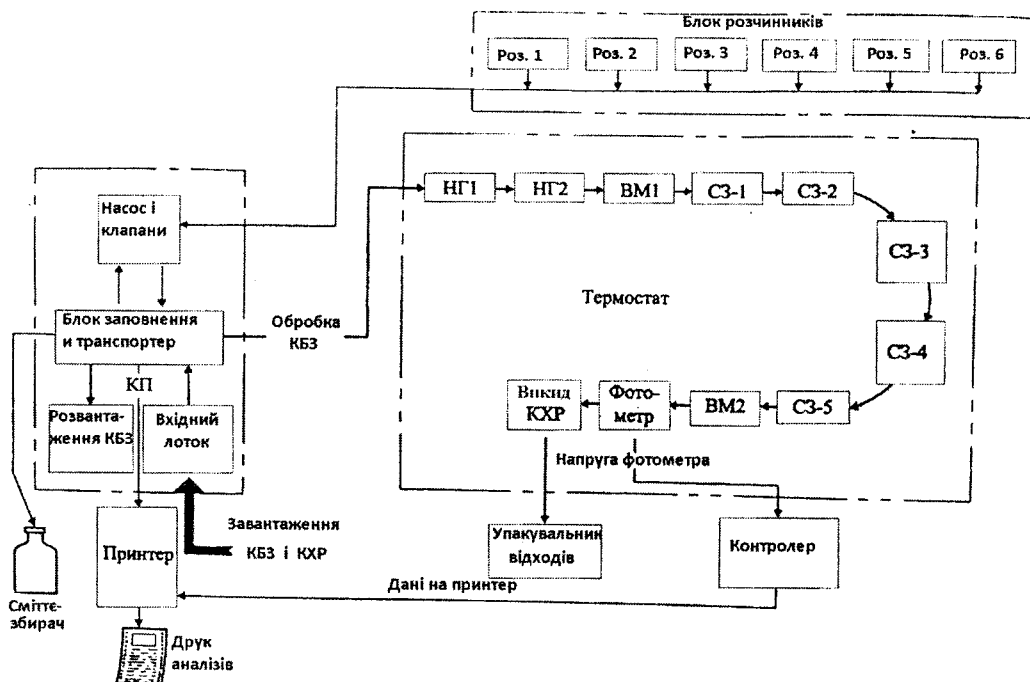 Блок розчинників
Роз. 1
Роз. 2
Роз. 3
Роз. 4
Роз. 5
Роз. 6
НГ1
НГ2
ВМ1
СЗ-1
СЗ-2
СЗ-3
СЗ-4
СЗ-5
ВМ2
Фото-
метр
Викид
КХР
Термостат
Насос і
клапани
Блок заповнення
и транспортер
Обробка
КБЗ
КП
Розванта-
ження КБЗ
Вхідний
лоток
Напруга фотометра
Завантаження
КБЗ і КХР
Принтер
Упакувальник
відходів
Контролер
Дані на принтер
Сміттє-
збирач
Друк
аналізів